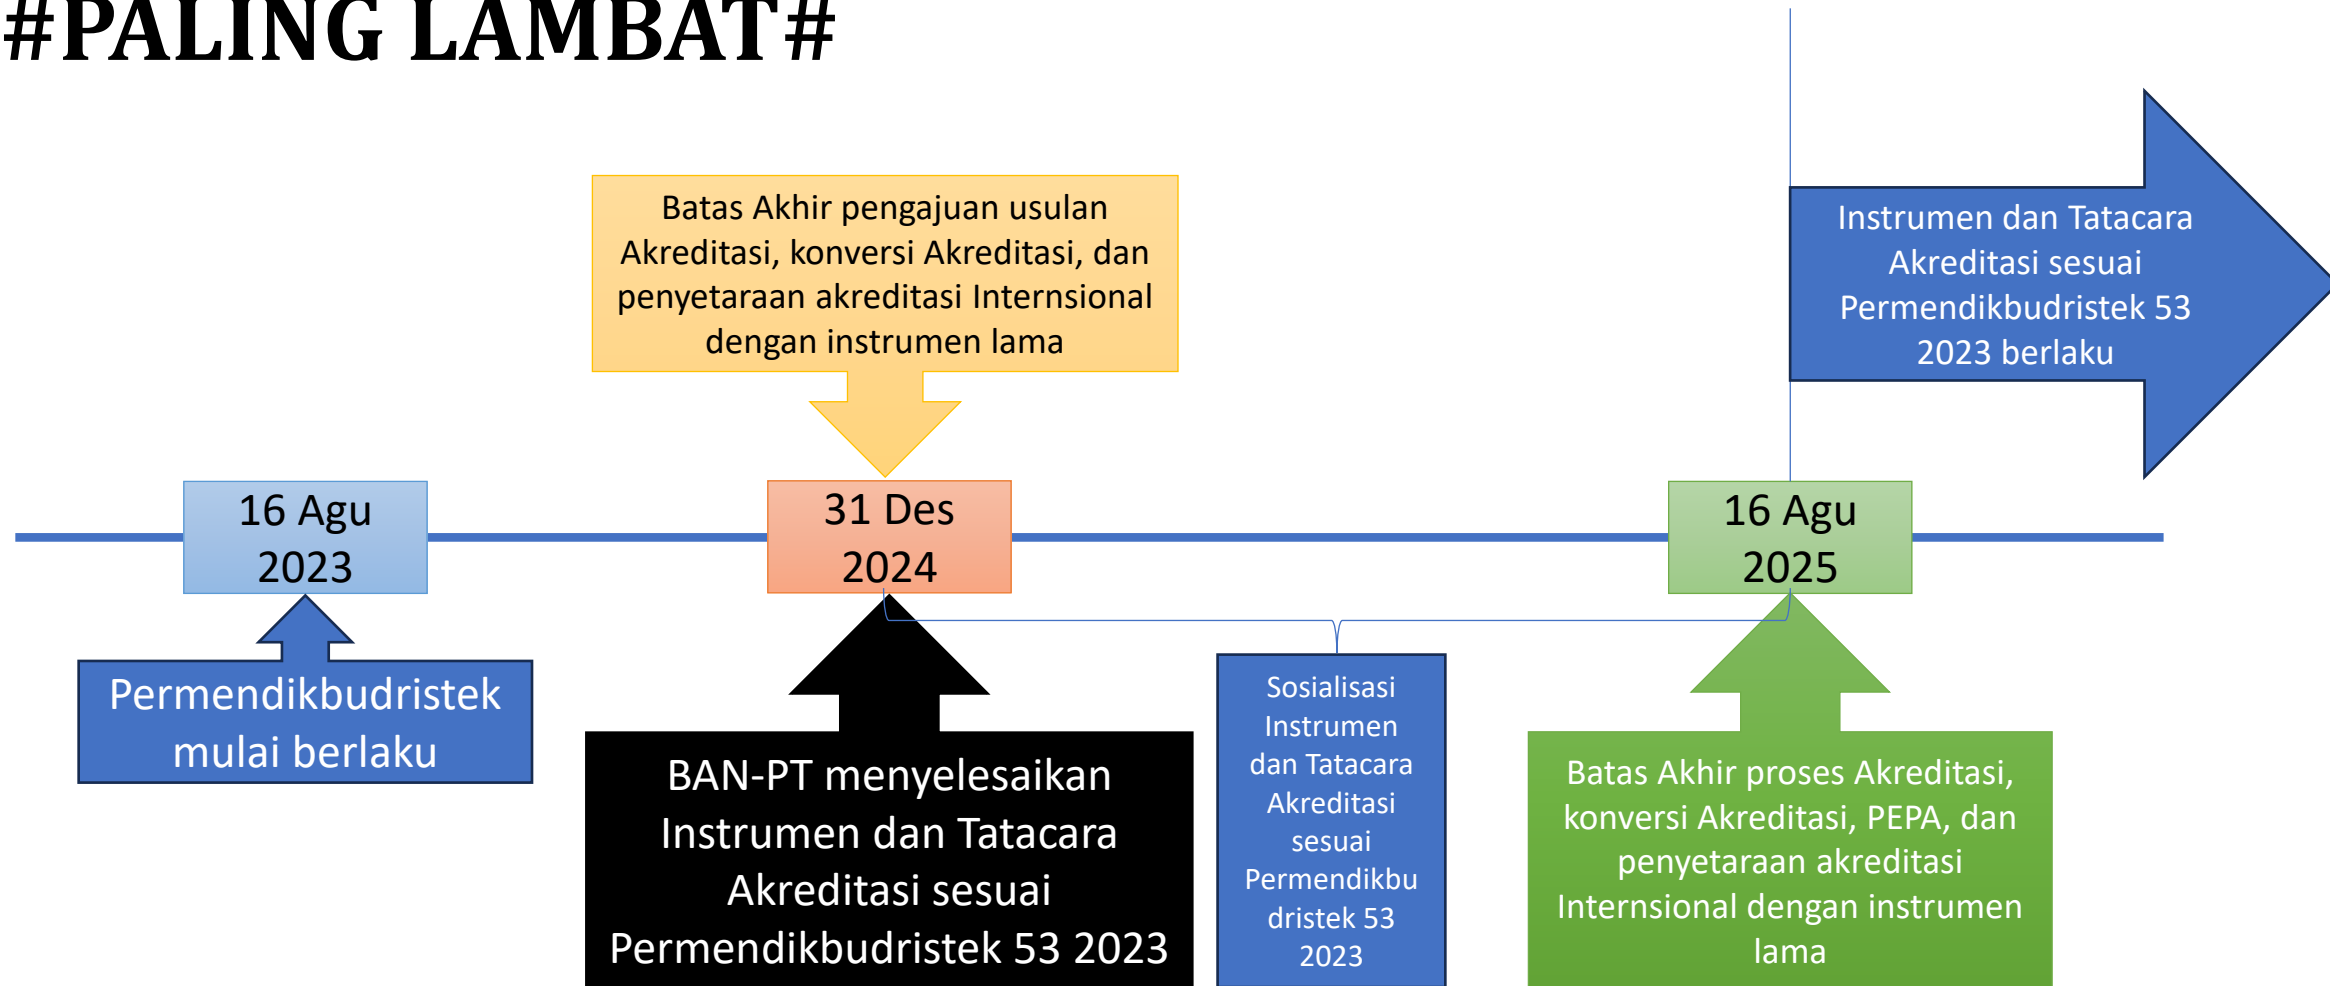 #PALING LAMBAT#
Batas Akhir pengajuan usulan
Akreditasi, konversi Akreditasi, dan
penyetaraan akreditasi Internsional
dengan instrumen lama
Instrumen dan Tatacara
Akreditasi sesuai
Permendikbudristek 53
2023 berlaku
16 Agu
2023
31 Des
2024
16 Agu
2025
Permendikbudristek
mulai berlaku
BAN-PT menyelesaikan
Instrumen dan Tatacara
Akreditasi sesuai
Permendikbudristek 53 2023
Sosialisasi
Instrumen
dan Tatacara
Akreditasi
sesuai
Permendikbu
dristek 53
2023
Batas Akhir proses Akreditasi,
konversi Akreditasi, PEPA, dan
penyetaraan akreditasi
Internsional dengan instrumen
lama